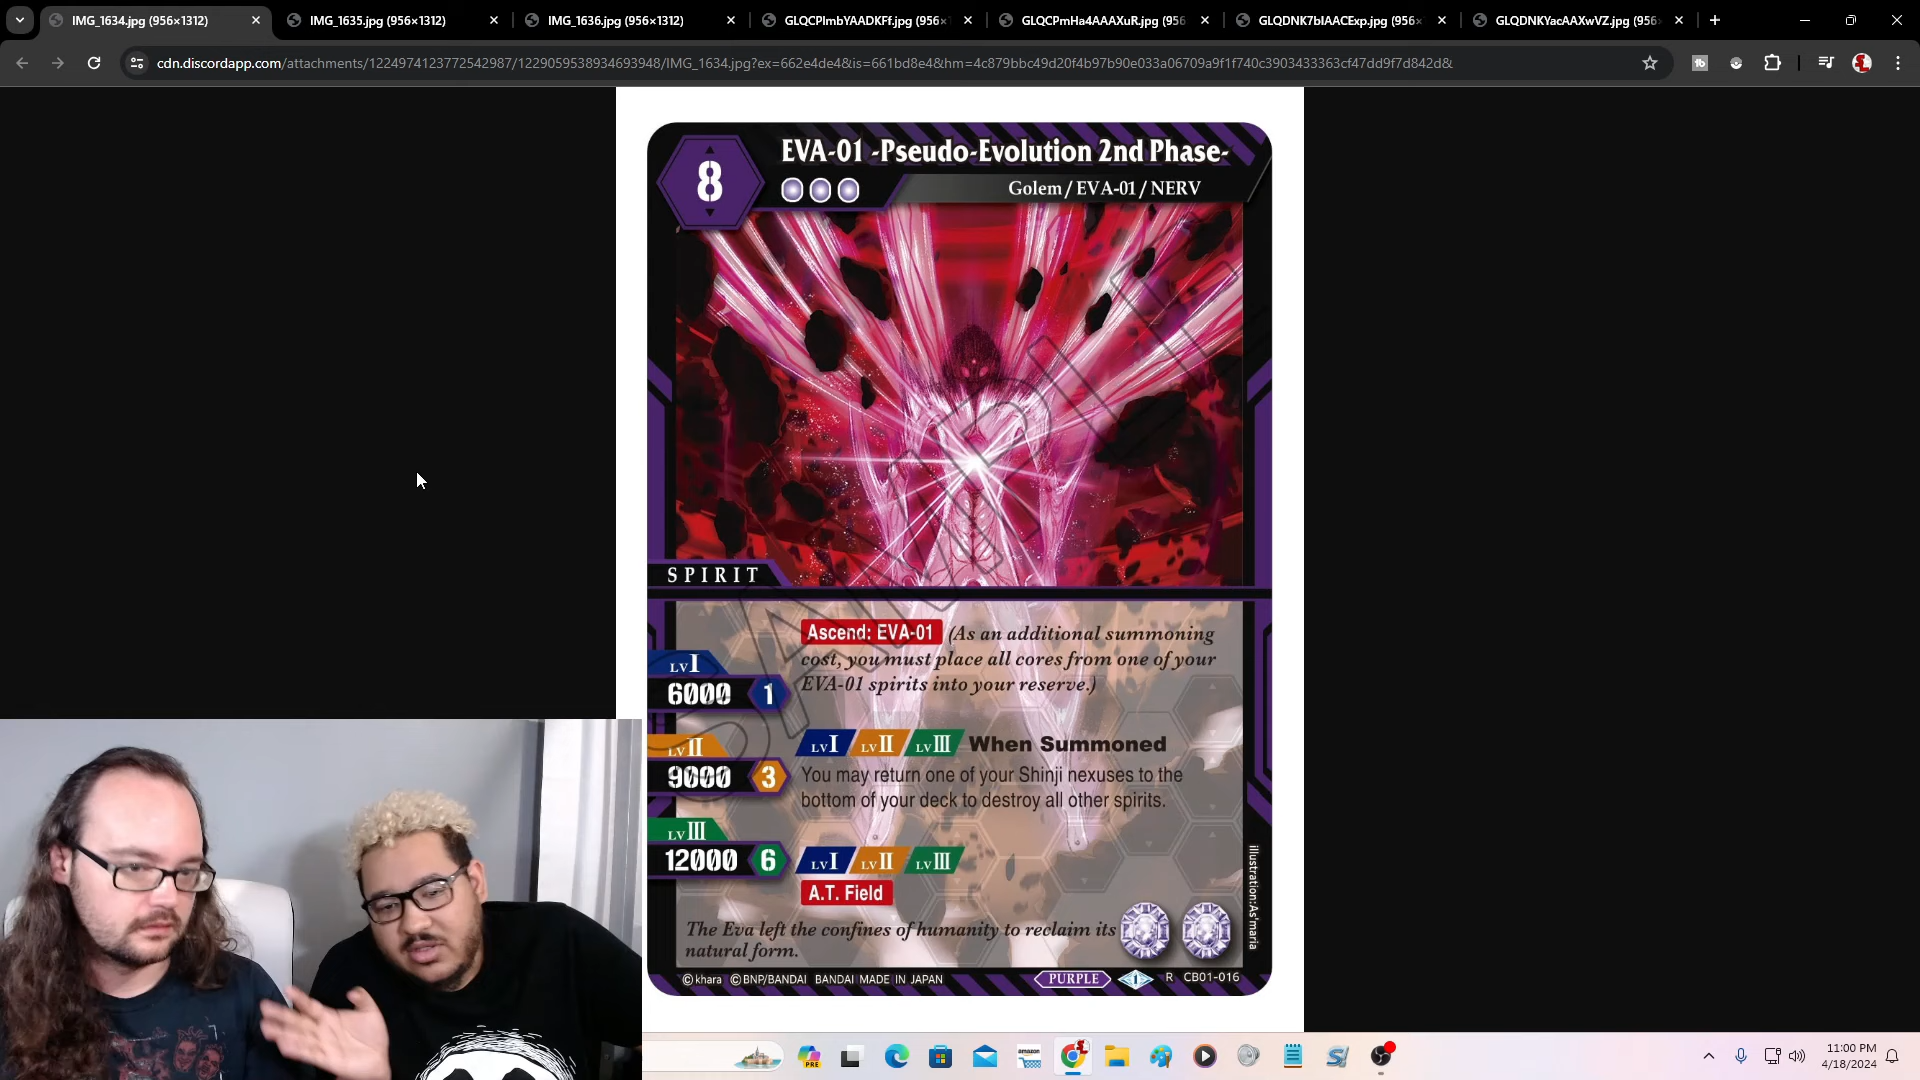 IMG_1634.jpg (956×1312)
IMG_1635.jpg (956×1312)
IMG_1636.jpg (956×1312)
GLQCPImbYAADKFf.jpg (956×1
GLQCPmHa4AAAXuR.jpg (956
GLQDNK7bIAACExp.jpg (956×
GLQDNKYacAAXwVZ.jpg (956
cdn.discordapp.com/attachments/1224974123772542987/1229059538934693948/IMG_1634.jpg?ex=662e4de4&is=661bd8e4&hm=4c879bbc49d20f4b97b90e033a06709a9f1f740c3903433363cf47dd9f7d842d&
8
EVA-01 -Pseudo-Evolution 2nd Phase-
Golem / EVA-01 / NERV
SAMPLE
SPIRIT
Ascend: EVA-01 (As an additional summoning
cost, you must place all cores from one of your
EVA-01 spirits into your reserve.)
LV I
6000 1
LV I LV II LV III When Summoned
You may return one of your Shinji nexuses to the
bottom of your deck to destroy all other spirits.
LV II
9000 3
LV III
12000 6
LV I LV II LV III
A.T. Field
The Eva left the confines of humanity to reclaim its
natural form.
illustration:As'maria
©khara ©BNP/BANDAI BANDAI MADE IN JAPAN
PURPLE 1 R CB01-016
PRE
amazon
11:00 PM
4/18/2024